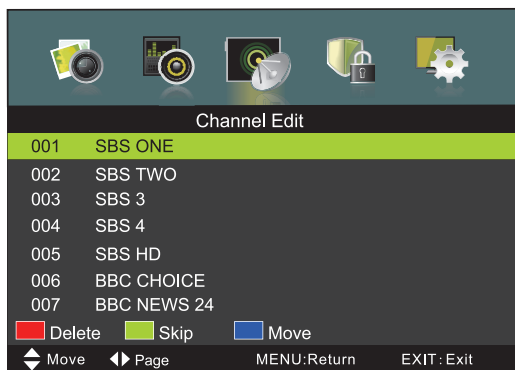 Channel Edit
001 SBS ONE
002 SBS TWO
003 SBS 3
004 SBS 4
005 SBS HD
006 BBC CHOICE
007 BBC NEWS 24
Delete Skip Move
Move Page MENU:Return EXIT:Exit